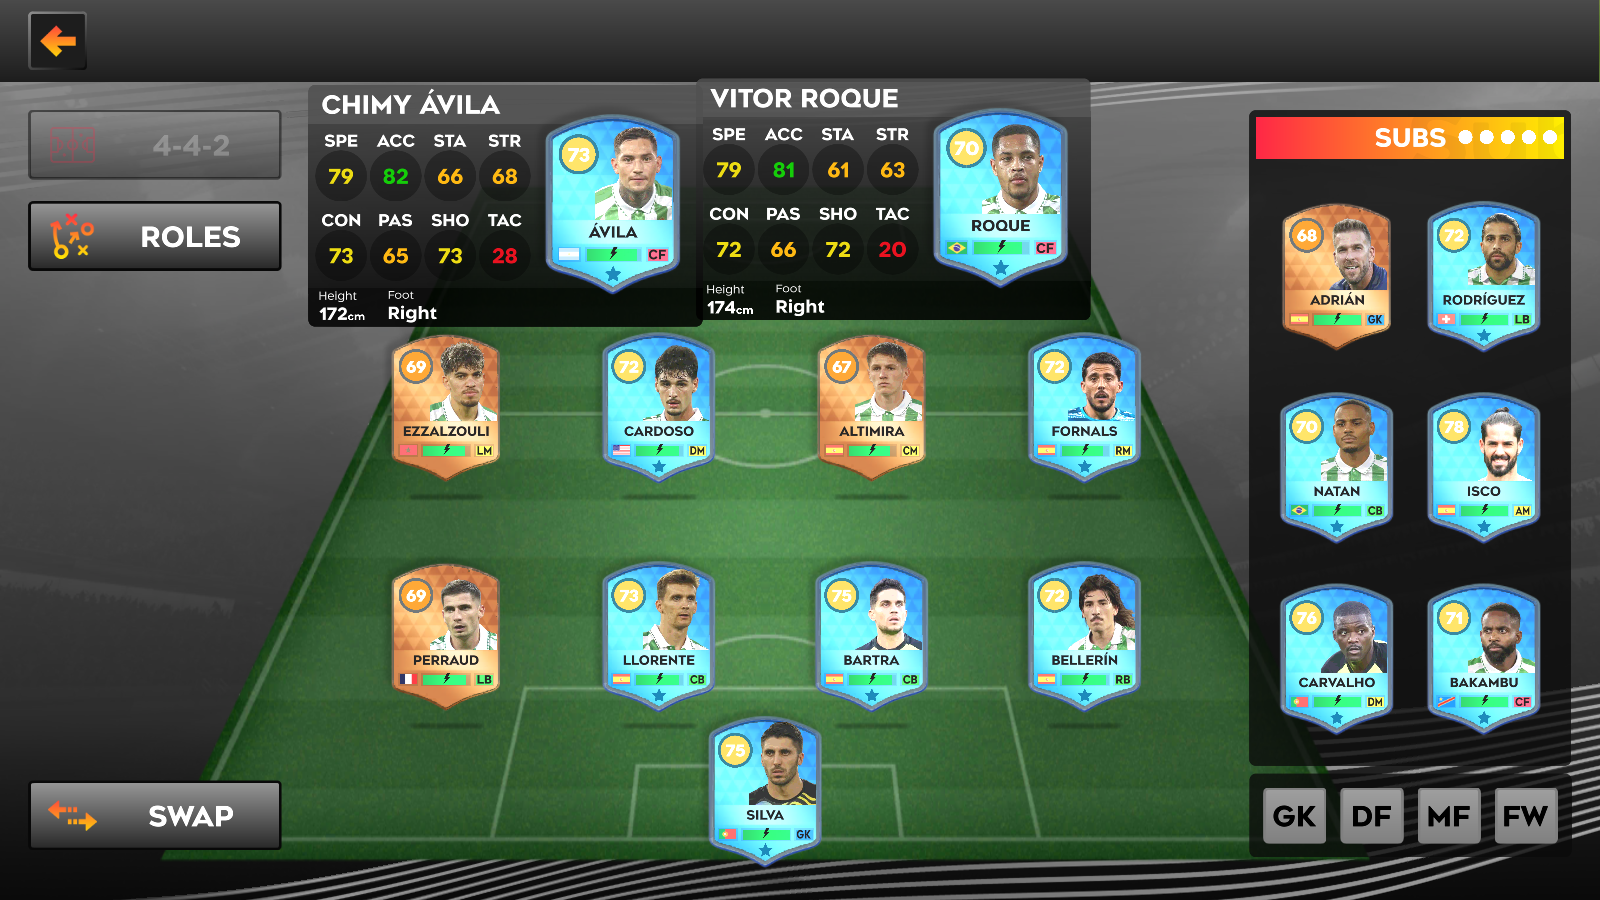 4-4-2
ROLES
SWAP
CHIMY ÁVILA
SPE ACC STA STR
79 82 66 68
CON PAS SHO TAC
73 65 73 28
Height Foot
172cm Right
73
ÁVILA
CF
VITOR ROQUE
SPE ACC STA STR
79 81 61 63
CON PAS SHO TAC
72 66 72 20
Height Foot
174cm Right
70
ROQUE
CF
69
EZZALZOULI
LM
72
CARDOSO
DM
67
ALTIMIRA
CM
72
FORNALS
RM
69
PERRAUD
LB
73
LLORENTE
CB
75
BARTRA
CB
72
BELLERÍN
RB
75
SILVA
GK
SUBS
68
ADRIÁN
GK
72
RODRÍGUEZ
LB
70
NATAN
CB
78
ISCO
AM
76
CARVALHO
DM
71
BAKAMBU
CF
GK DF MF FW